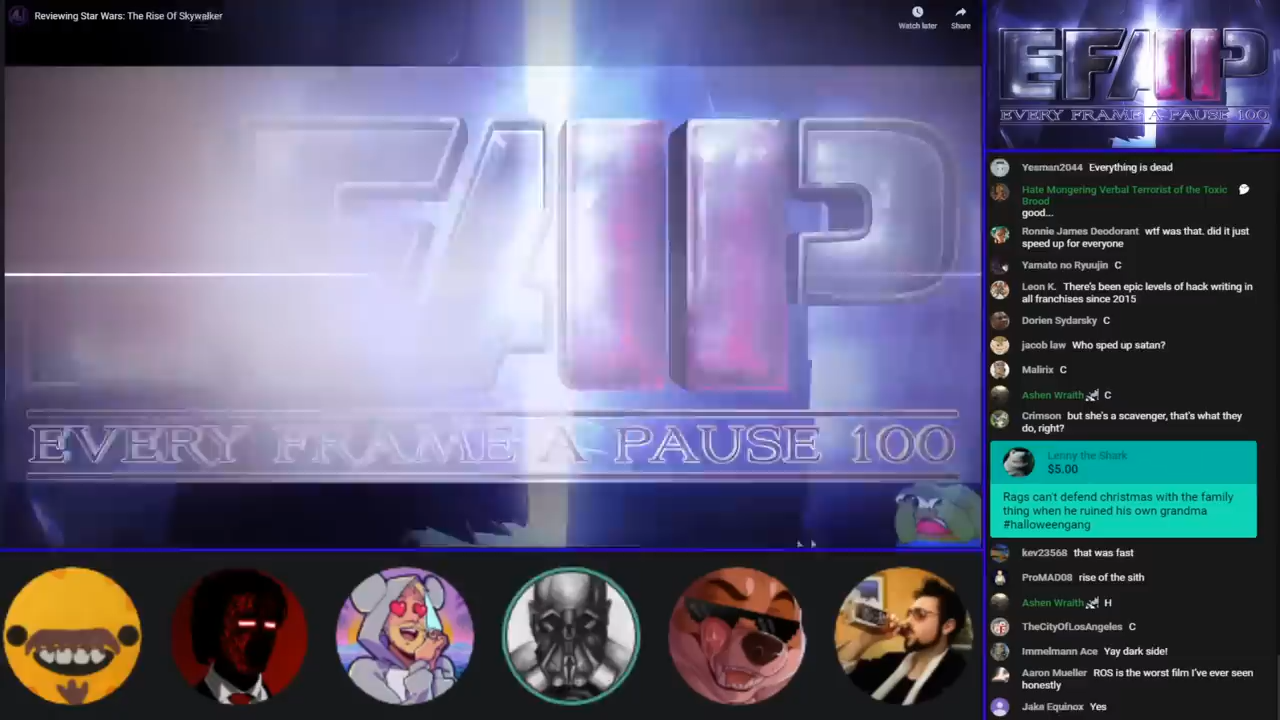 Reviewing Star Wars: The Rise Of Skywalker
Watch later
Share
EFAIIP
EVERY FRAME A PAUSE 100
EFAIIP
EVERY FRAME A PAUSE 100
Yesman2044 Everything is dead
Hate Mongering Verbal Terrorist of the Toxic
Brood
good...
Ronnie James Deodorant wtf was that. did it just
speed up for everyone
Yamato no Ryuujin C
Leon K. There's been epic levels of hack writing in
all franchises since 2015
Dorien Sydarsky C
jacob law Who sped up satan?
Malirix C
Ashen Wraith C
Crimson but she's a scavenger, that's what they
do, right?
Lenny the Shark
$5.00
Rags can't defend christmas with the family
thing when he ruined his own grandma
#halloweengang
kev23568 that was fast
ProMAD08 rise of the sith
Ashen Wraith H
TheCityOfLosAngeles C
Immelmann Ace Yay dark side!
Aaron Mueller ROS is the worst film I've ever seen
honestly
Jaka Equinox Yes